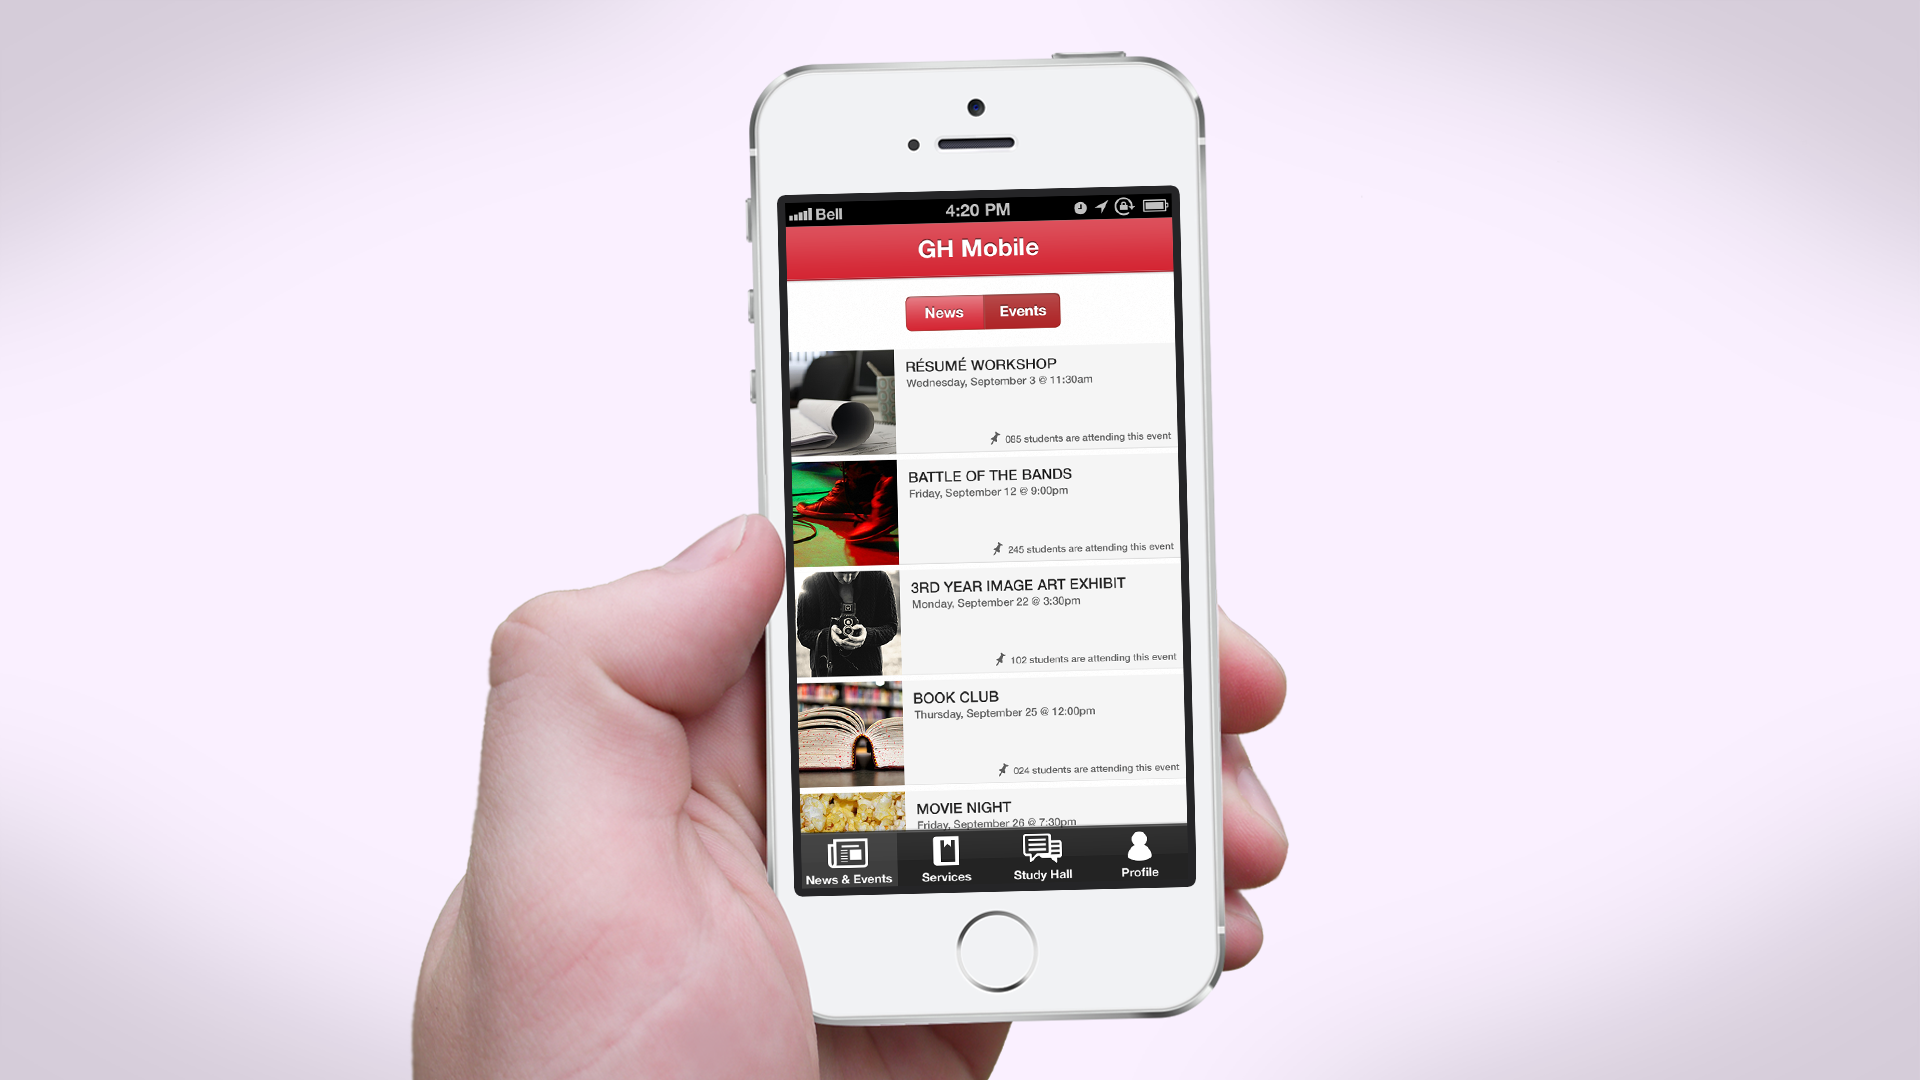 Bell
4:20 PM
GH Mobile
News
Events
RÉSUMÉ WORKSHOP
Wednesday, September 3 @ 11:30am
085 students are attending this event
BATTLE OF THE BANDS
Friday, September 12 @ 9:00pm
245 students are attending this event
3RD YEAR IMAGE ART EXHIBIT
Monday, September 22 @ 3:30pm
102 students are attending this event
BOOK CLUB
Thursday, September 25 @ 12:00pm
024 students are attending this event
MOVIE NIGHT
Friday, September 26 @ 7:30pm
News & Events
Services
Study Hall
Profile